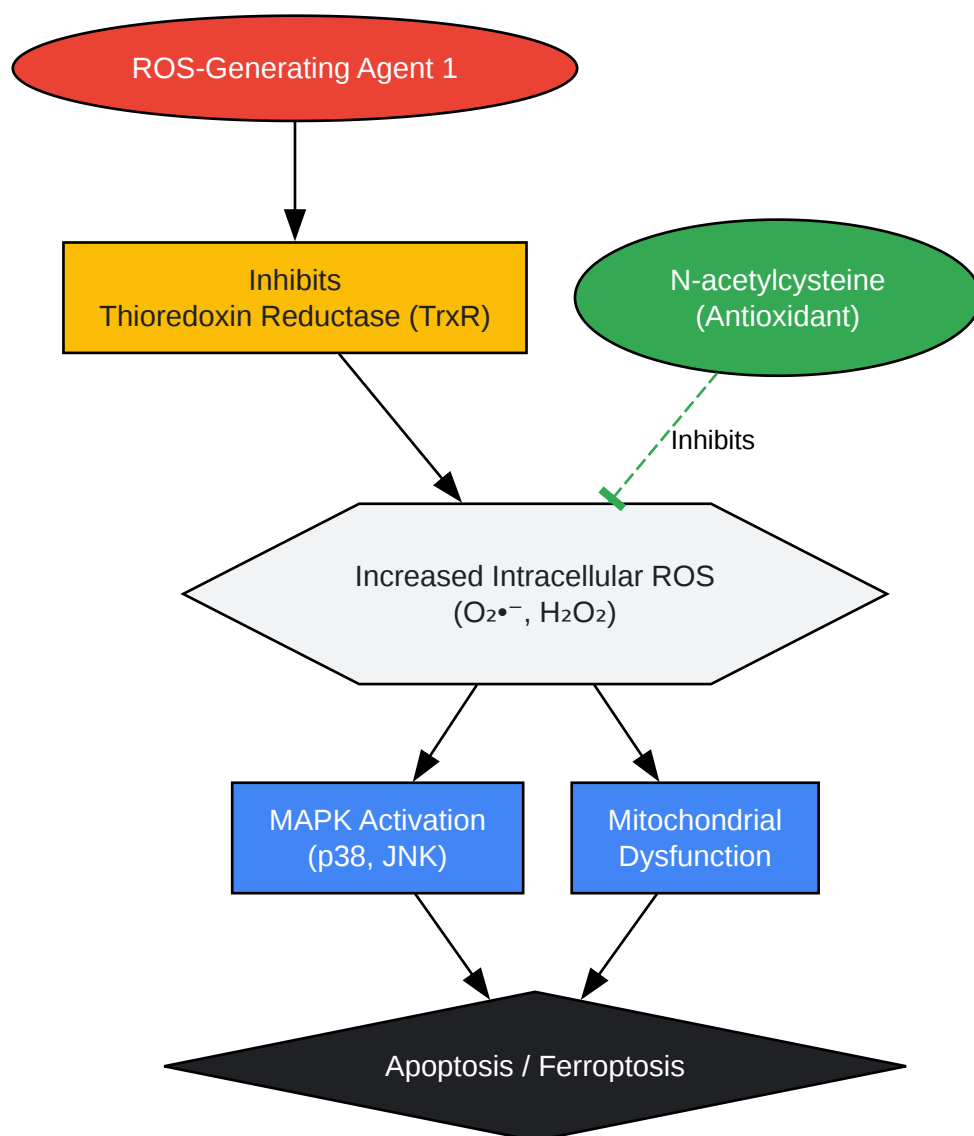 ROS-Generating Agent 1
Inhibits
Thioredoxin Reductase (TrxR)
N-acetylcysteine
(Antioxidant)
Inhibits
Increased Intracellular ROS
(O₂•⁻, H₂O₂)
MAPK Activation
(p38, JNK)
Mitochondrial
Dysfunction
Apoptosis / Ferroptosis